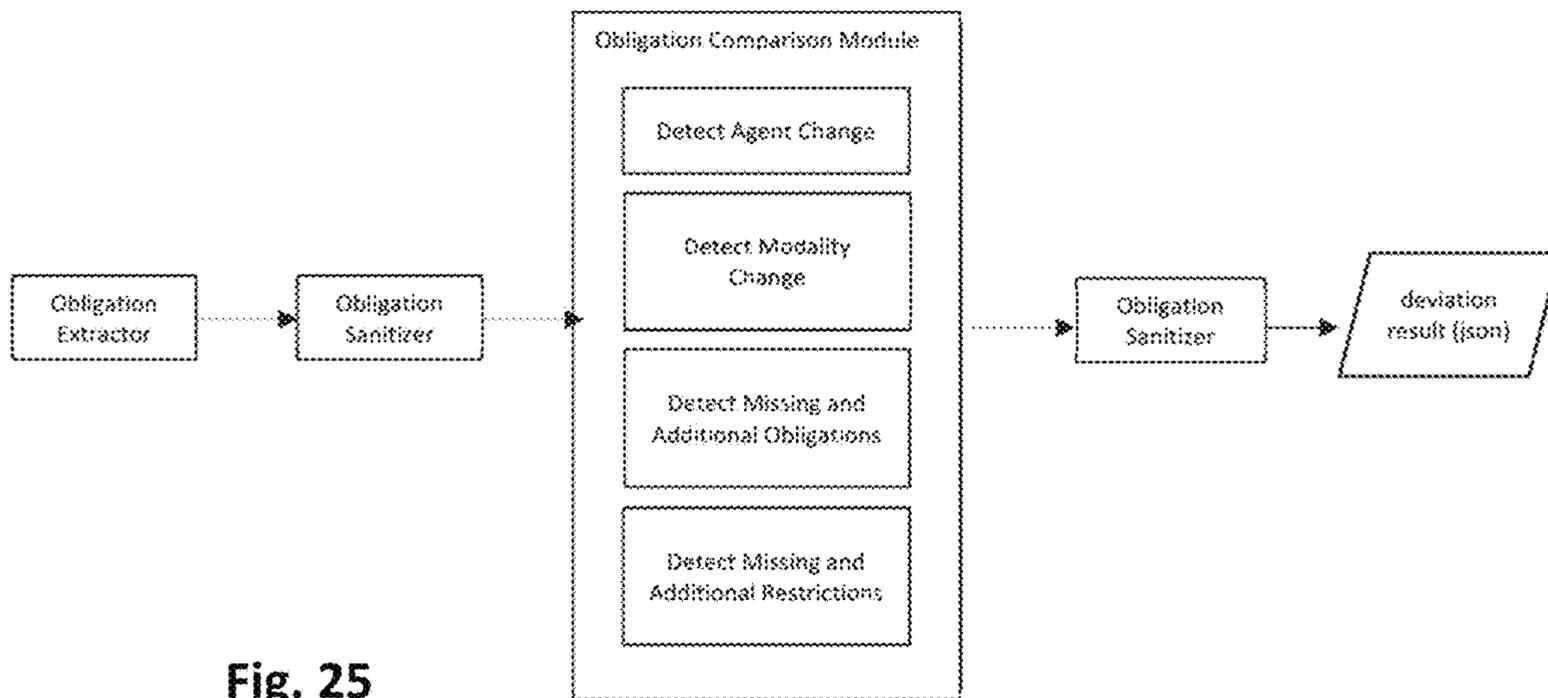 Obligation Comparison Module
Detect Agent Change
Detect Modality
Change
Detect Missing and
Additional Obligations
Detect Missing and
Additional Restrictions
Obligation
Extractor
Obligation
Sanitizer
Obligation
Sanitizer
deviation
result (json)
Fig. 25